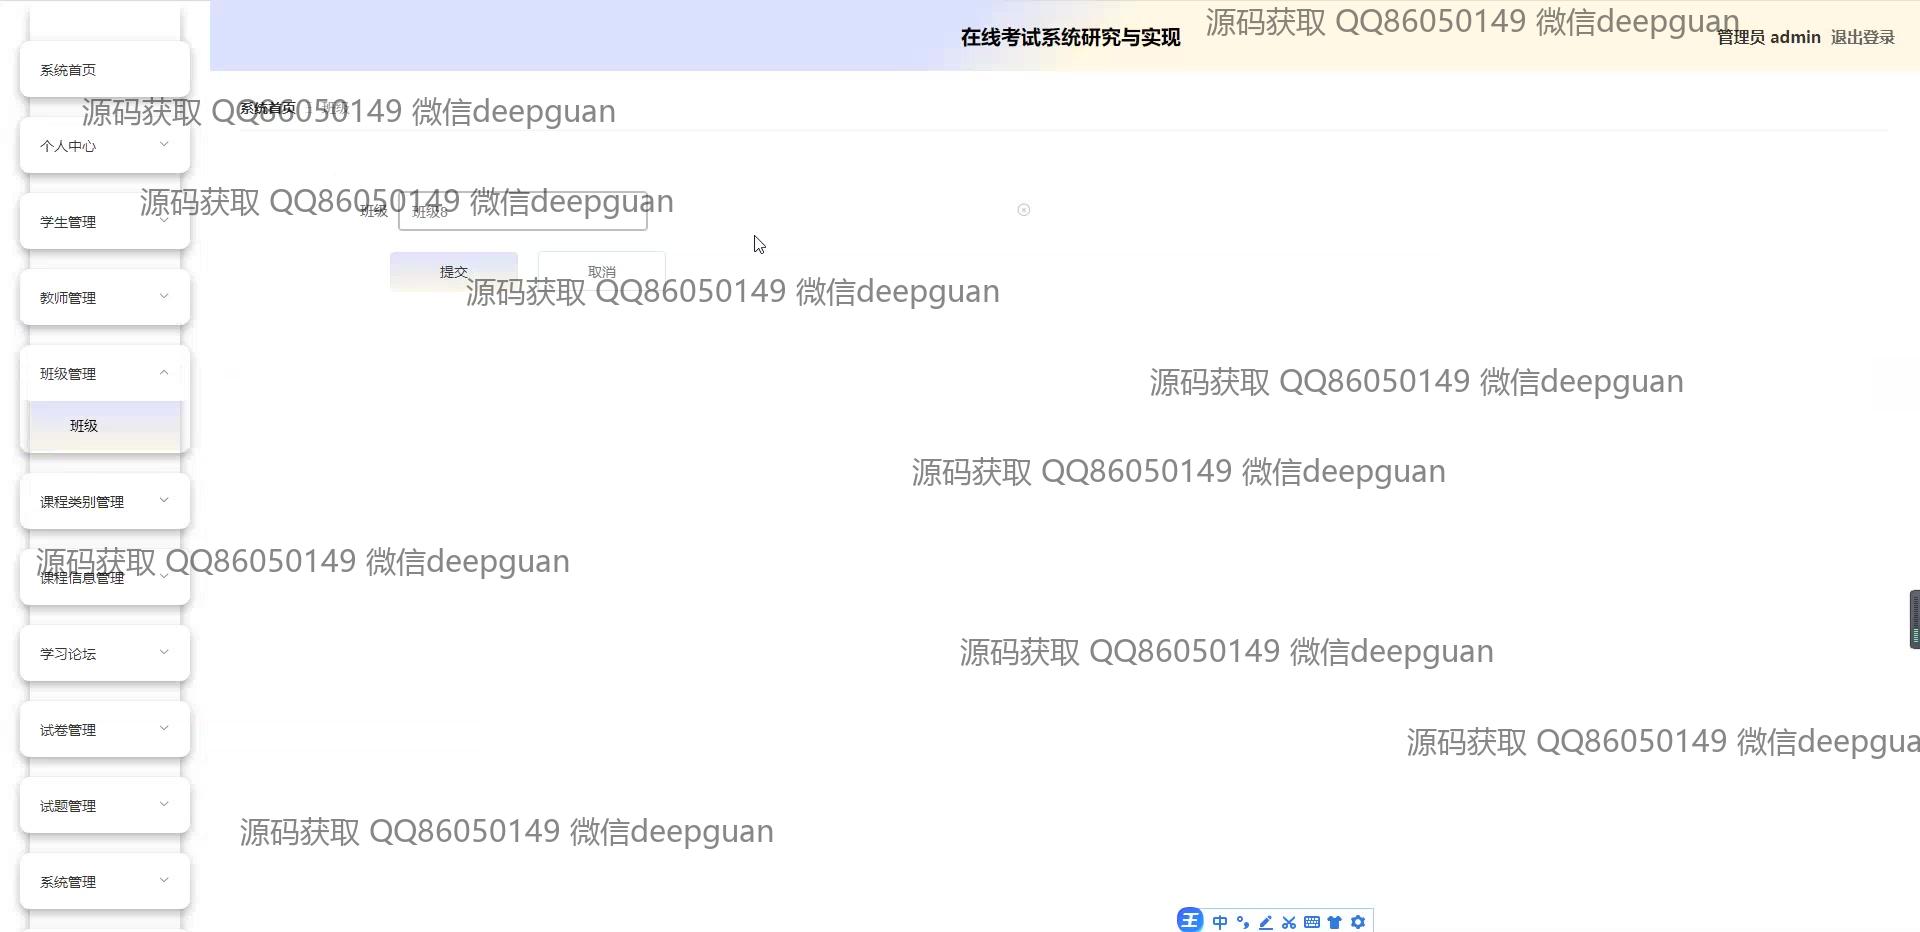 在线考试系统研究与实现
源码获取 QQ86050149 微信deepguan
管理员 admin 退出登录
系统首页
系统首页
班级
源码获取 QQ86050149 微信deepguan
个人中心
源码获取 QQ86050149 微信deepguan
班级 班级8
学生管理
提交 取消
源码获取 QQ86050149 微信deepguan
教师管理
班级管理
源码获取 QQ86050149 微信deepguan
班级
源码获取 QQ86050149 微信deepguan
课程类别管理
源码获取 QQ86050149 微信deepguan
课程信息管理
学习论坛
源码获取 QQ86050149 微信deepguan
试卷管理
源码获取 QQ86050149 微信deepgua
试题管理
源码获取 QQ86050149 微信deepguan
系统管理
王 中